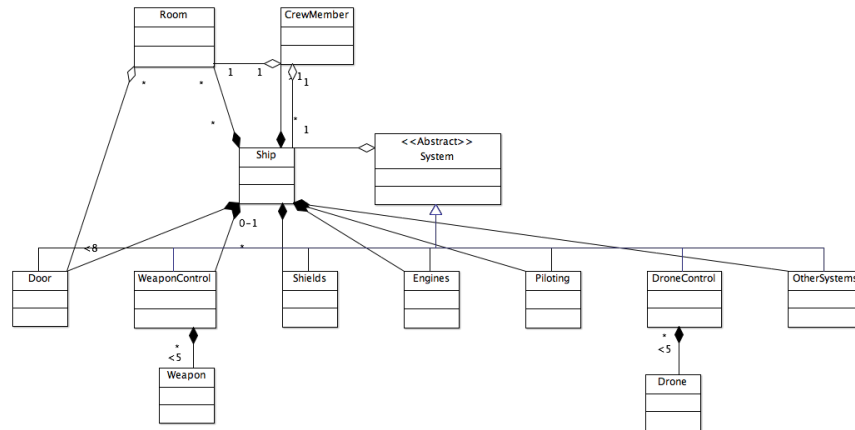 Room
CrewMember
1
1
1
1
*
*
*
*
1
<<Abstract>>
System
Ship
0-1
<8
*
Door
WeaponControl
Shields
Engines
Piloting
DroneControl
OtherSystems
*
<5
*
<5
Weapon
Drone